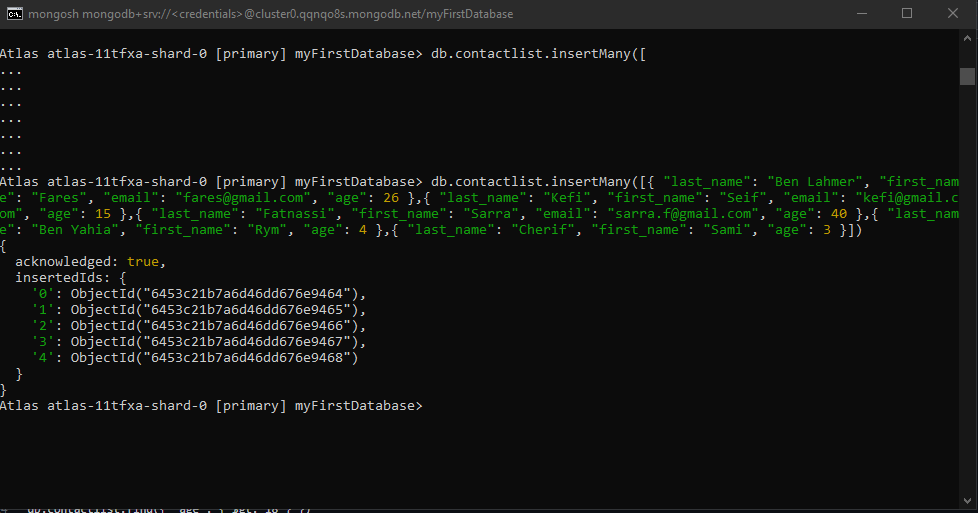 mongosh mongodb+srv://<credentials>@cluster0.qqnqo8s.mongodb.net/myFirstDatabase
Atlas atlas-11tfxa-shard-0 [primary] myFirstDatabase> db.contactlist.insertMany([
...
...
...
...
...
...
...
Atlas atlas-11tfxa-shard-0 [primary] myFirstDatabase> db.contactlist.insertMany([{ "last_name": "Ben Lahmer", "first_nam
e": "Fares", "email": "fares@gmail.com", "age": 26 },{ "last_name": "Kefi", "first_name": "Seif", "email": "kefi@gmail.c
om", "age": 15 },{ "last_name": "Fatnassi", "first_name": "Sarra", "email": "sarra.f@gmail.com", "age": 40 },{ "last_nam
e": "Ben Yahia", "first_name": "Rym", "age": 4 },{ "last_name": "Cherif", "first_name": "Sami", "age": 3 }])
{
  acknowledged: true,
  insertedIds: {
    '0': ObjectId("6453c21b7a6d46dd676e9464"),
    '1': ObjectId("6453c21b7a6d46dd676e9465"),
    '2': ObjectId("6453c21b7a6d46dd676e9466"),
    '3': ObjectId("6453c21b7a6d46dd676e9467"),
    '4': ObjectId("6453c21b7a6d46dd676e9468")
  }
}
Atlas atlas-11tfxa-shard-0 [primary] myFirstDatabase>